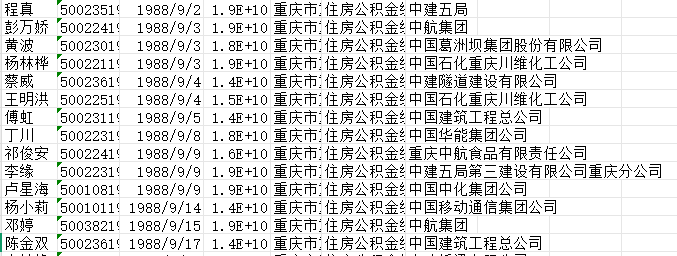 程真 50023519 1988/9/2 1.9E+10 重庆市 住房公积金 中建五局
彭万娇 50022419 1988/9/3 1.9E+10 重庆市 住房公积金 中航集团
黄波 50023019 1988/9/3 1.8E+10 重庆市 住房公积金 中国葛洲坝集团股份有限公司
杨林桦 50022119 1988/9/3 1.9E+10 重庆市 住房公积金 中国石化重庆川维化工公司
蔡威 50023619 1988/9/4 1.4E+10 重庆市 住房公积金 中建隧道建设有限公司
王明洪 50022519 1988/9/4 1.5E+10 重庆市 住房公积金 中国石化重庆川维化工公司
傅虹 50023119 1988/9/5 1.4E+10 重庆市 住房公积金 中国建筑工程总公司
丁川 50022319 1988/9/8 1.8E+10 重庆市 住房公积金 中国华能集团公司
祁俊安 50022419 1988/9/9 1.6E+10 重庆市 住房公积金 重庆中航食品有限责任公司
李缘 50022319 1988/9/9 1.9E+10 重庆市 住房公积金 中建五局第三建设有限公司重庆分公司
卢星海 50010819 1988/9/9 1.9E+10 重庆市 住房公积金 中国中化集团公司
杨小莉 50010119 1988/9/14 1.4E+10 重庆市 住房公积金 中国移动通信集团公司
邓婷 50038219 1988/9/15 1.9E+10 重庆市 住房公积金 中航集团
陈金双 50023619 1988/9/17 1.4E+10 重庆市 住房公积金 中国建筑工程总公司